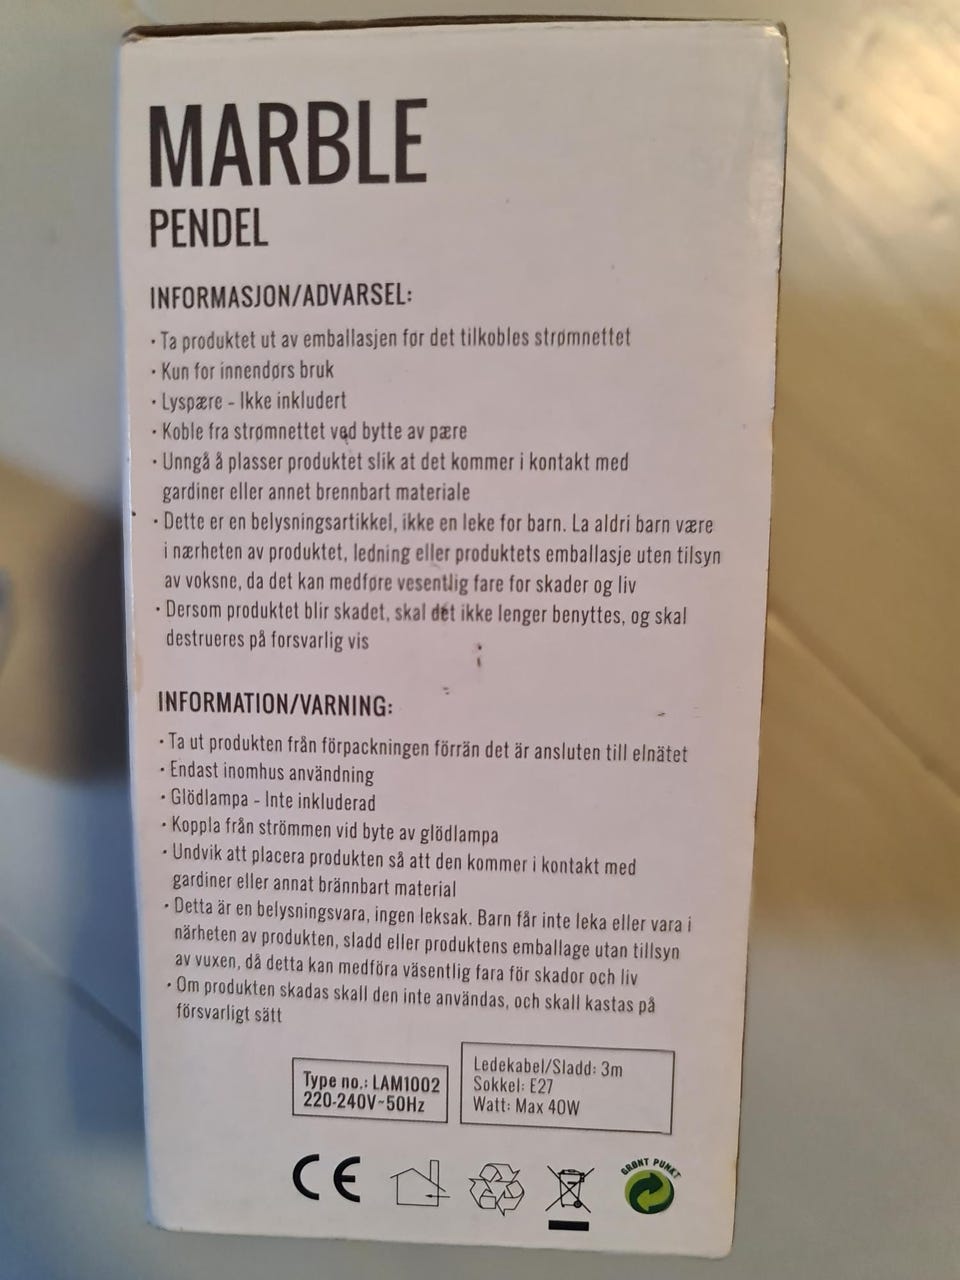 MARBLE
PENDEL
INFORMASJON/ADVARSEL:
• Ta produktet ut av emballasjen før det tilkobles strømnettet
• Kun for innendørs bruk
• Lyspære - Ikke inkludert
• Koble fra strømnettet ved bytte av pære
• Unngå å plasser produktet slik at det kommer i kontakt med
gardiner eller annet brennbart materiale
• Dette er en belysningsartikkel, ikke en leke for barn. La aldri barn være
i nærheten av produktet, ledning eller produktets emballasje uten tilsyn
av voksne, da det kan medføre vesentlig fare for skader og liv
• Dersom produktet blir skadet, skal det ikke lenger benyttes, og skal
destrueres på forsvarlig vis
INFORMATION/VARNING:
• Ta ut produkten från förpackningen förrän det är ansluten till elnätet
• Endast inomhus användning
• Glödlampa - Inte inkluderad
• Koppla från strömmen vid byte av glödlampa
• Undvik att placera produkten så att den kommer i kontakt med
gardiner eller annat brännbart material
• Detta är en belysningsvara, ingen leksak. Barn får inte leka eller vara i
närheten av produkten, sladd eller produktens emballage utan tillsyn
av vuxen, då detta kan medföra väsentlig fara för skador och liv
• Om produkten skadas skall den inte användas, och skall kastas på
försvarligt sätt
Type no.: LAM1002
220-240V~50Hz
Ledekabel/Sladd: 3m
Sokkel: E27
Watt: Max 40W
CE
GRØNT PUNKT